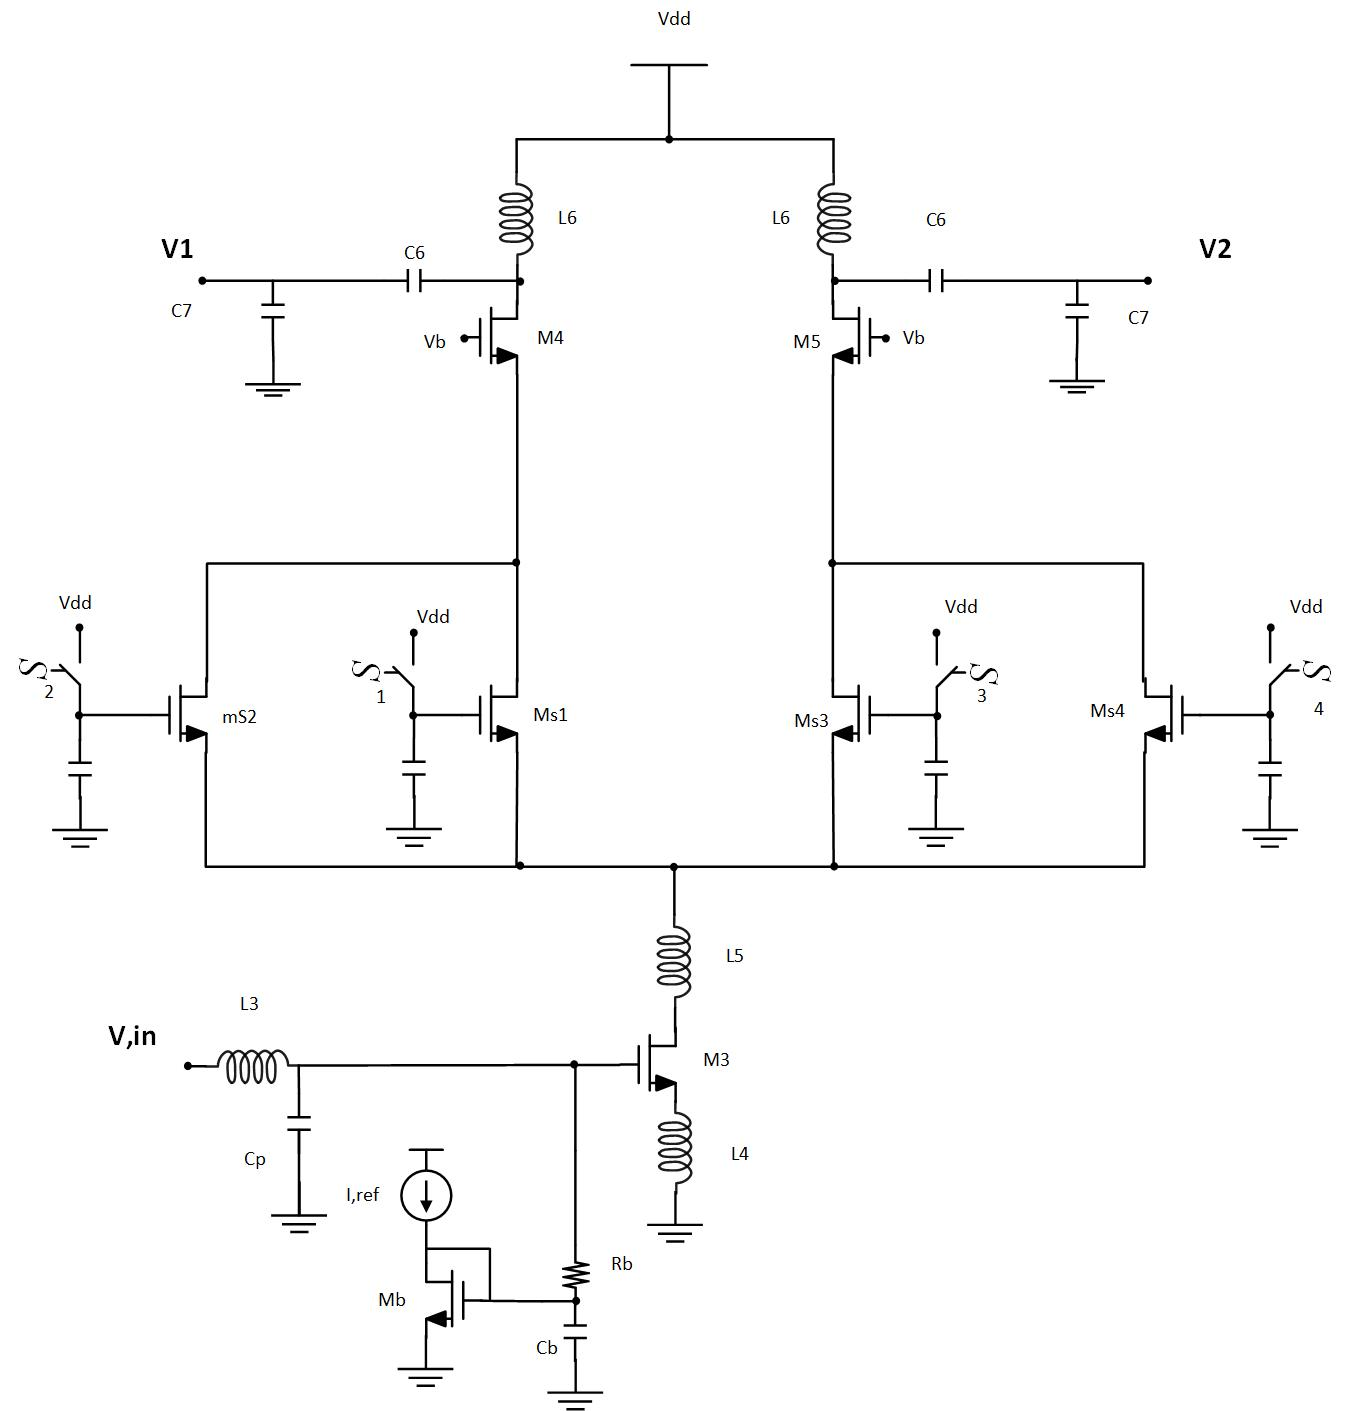 Vdd
L6
L6
C6
V1
V2
C6
C7
C7
Vb
M4
M5
Vb
Vdd
Vdd
Vdd
Vdd
S
2
S
1
S
3
S
4
mS2
Ms1
Ms3
Ms4
L5
L3
V,in
M3
Cp
L4
I,ref
Rb
Mb
Cb